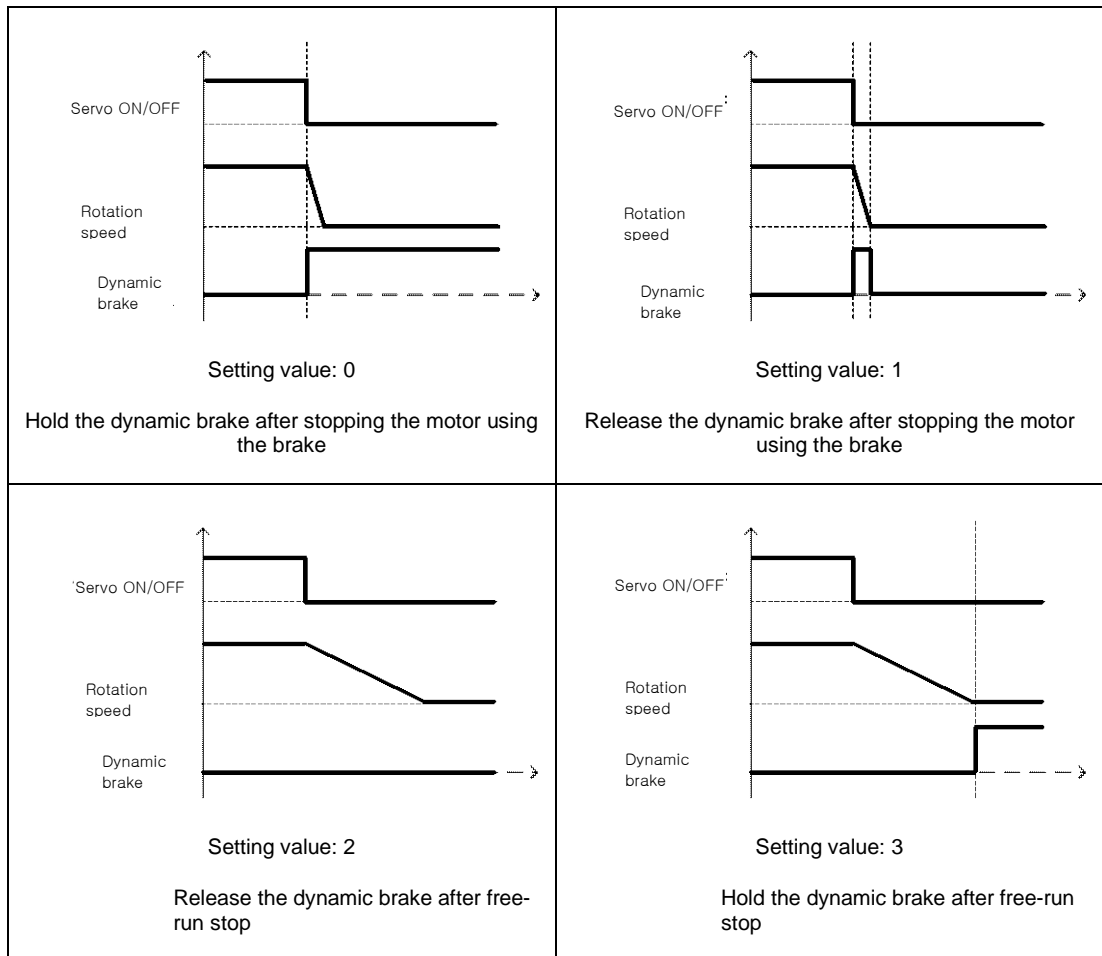 Servo ON/OFF
Rotation
speed
Dynamic
brake
Setting value: 0
Hold the dynamic brake after stopping the motor using
the brake
Servo ON/OFF
Rotation
speed
Dynamic
brake
Setting value: 1
Release the dynamic brake after stopping the motor
using the brake
Servo ON/OFF
Rotation
speed
Dynamic
brake
Setting value: 2
Release the dynamic brake after free-
run stop
Servo ON/OFF
Rotation
speed
Dynamic
brake
Setting value: 3
Hold the dynamic brake after free-run
stop